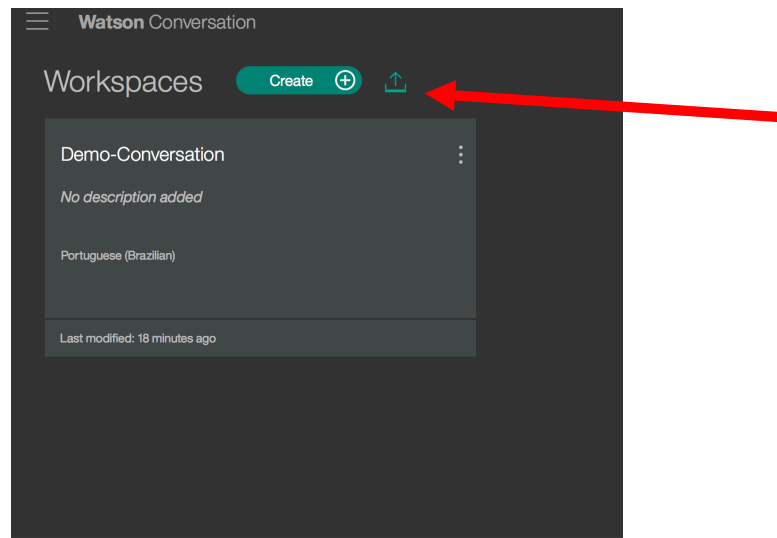 Watson Conversation
Workspaces Create
Demo-Conversation
No description added
Portuguese (Brazilian)
Last modified: 18 minutes ago